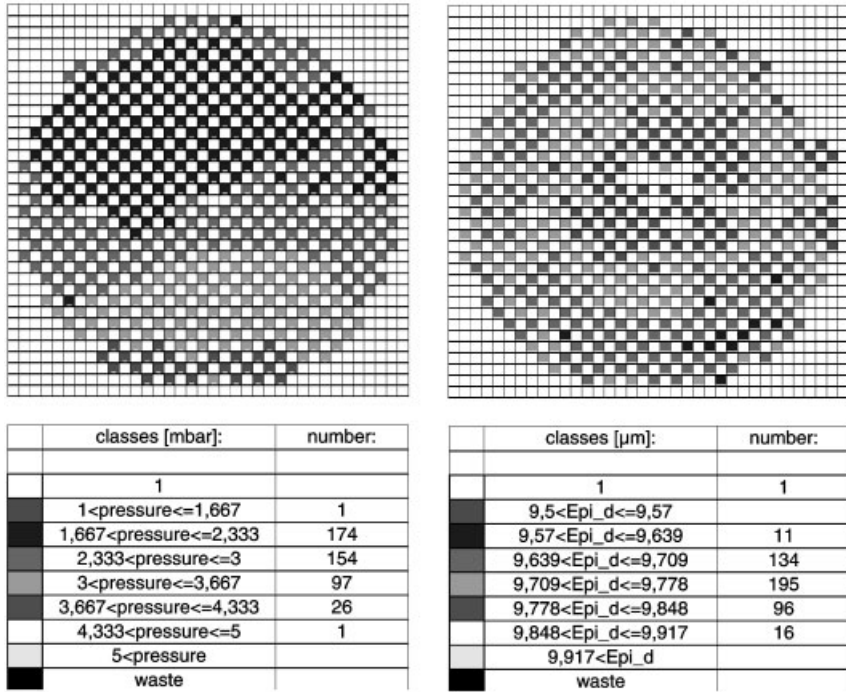 classes [mbar]: number:
1
1<pressure<=1,667 1
1,667<pressure<=2,333 174
2,333<pressure<=3 154
3<pressure<=3,667 97
3,667<pressure<=4,333 26
4,333<pressure<=5 1
5<pressure
waste
classes [µm]: number:
1 1
9,5<Epi_d<=9,57
9,57<Epi_d<=9,639 11
9,639<Epi_d<=9,709 134
9,709<Epi_d<=9,778 195
9,778<Epi_d<=9,848 96
9,848<Epi_d<=9,917 16
9,917<Epi_d
waste